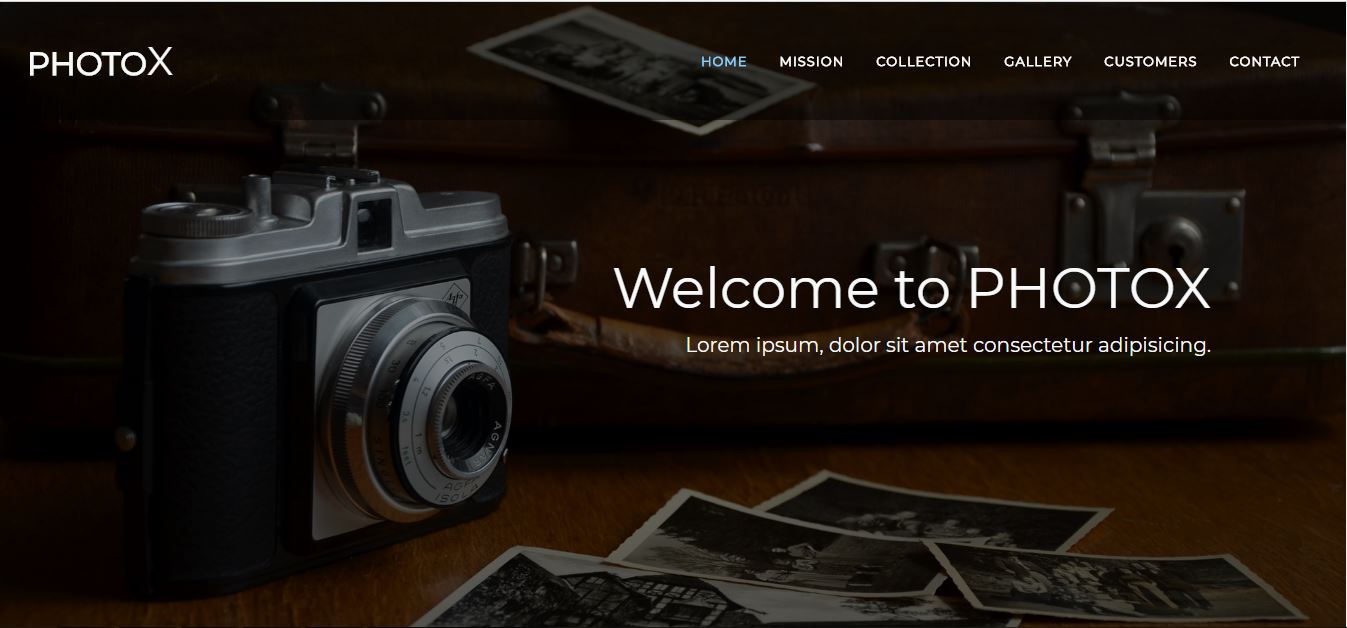 PHOTOX
HOME MISSION COLLECTION GALLERY CUSTOMERS CONTACT
Welcome to PHOTOX
Lorem ipsum, dolor sit amet consectetur adipisicing.
AGFA
AGFA
ISOLA